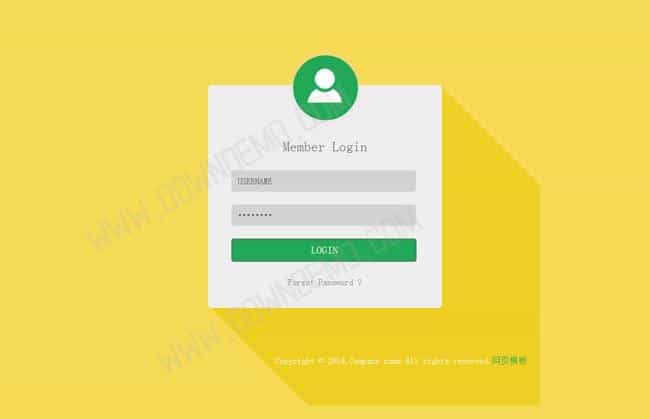 Member Login
USERNAME
LOGIN
Forgot Password ?
Copyright © 2014.Company name All rights reserved.网页模板
WWW.DOWNDEMO.COM
WWW.DOWNDEMO.COM